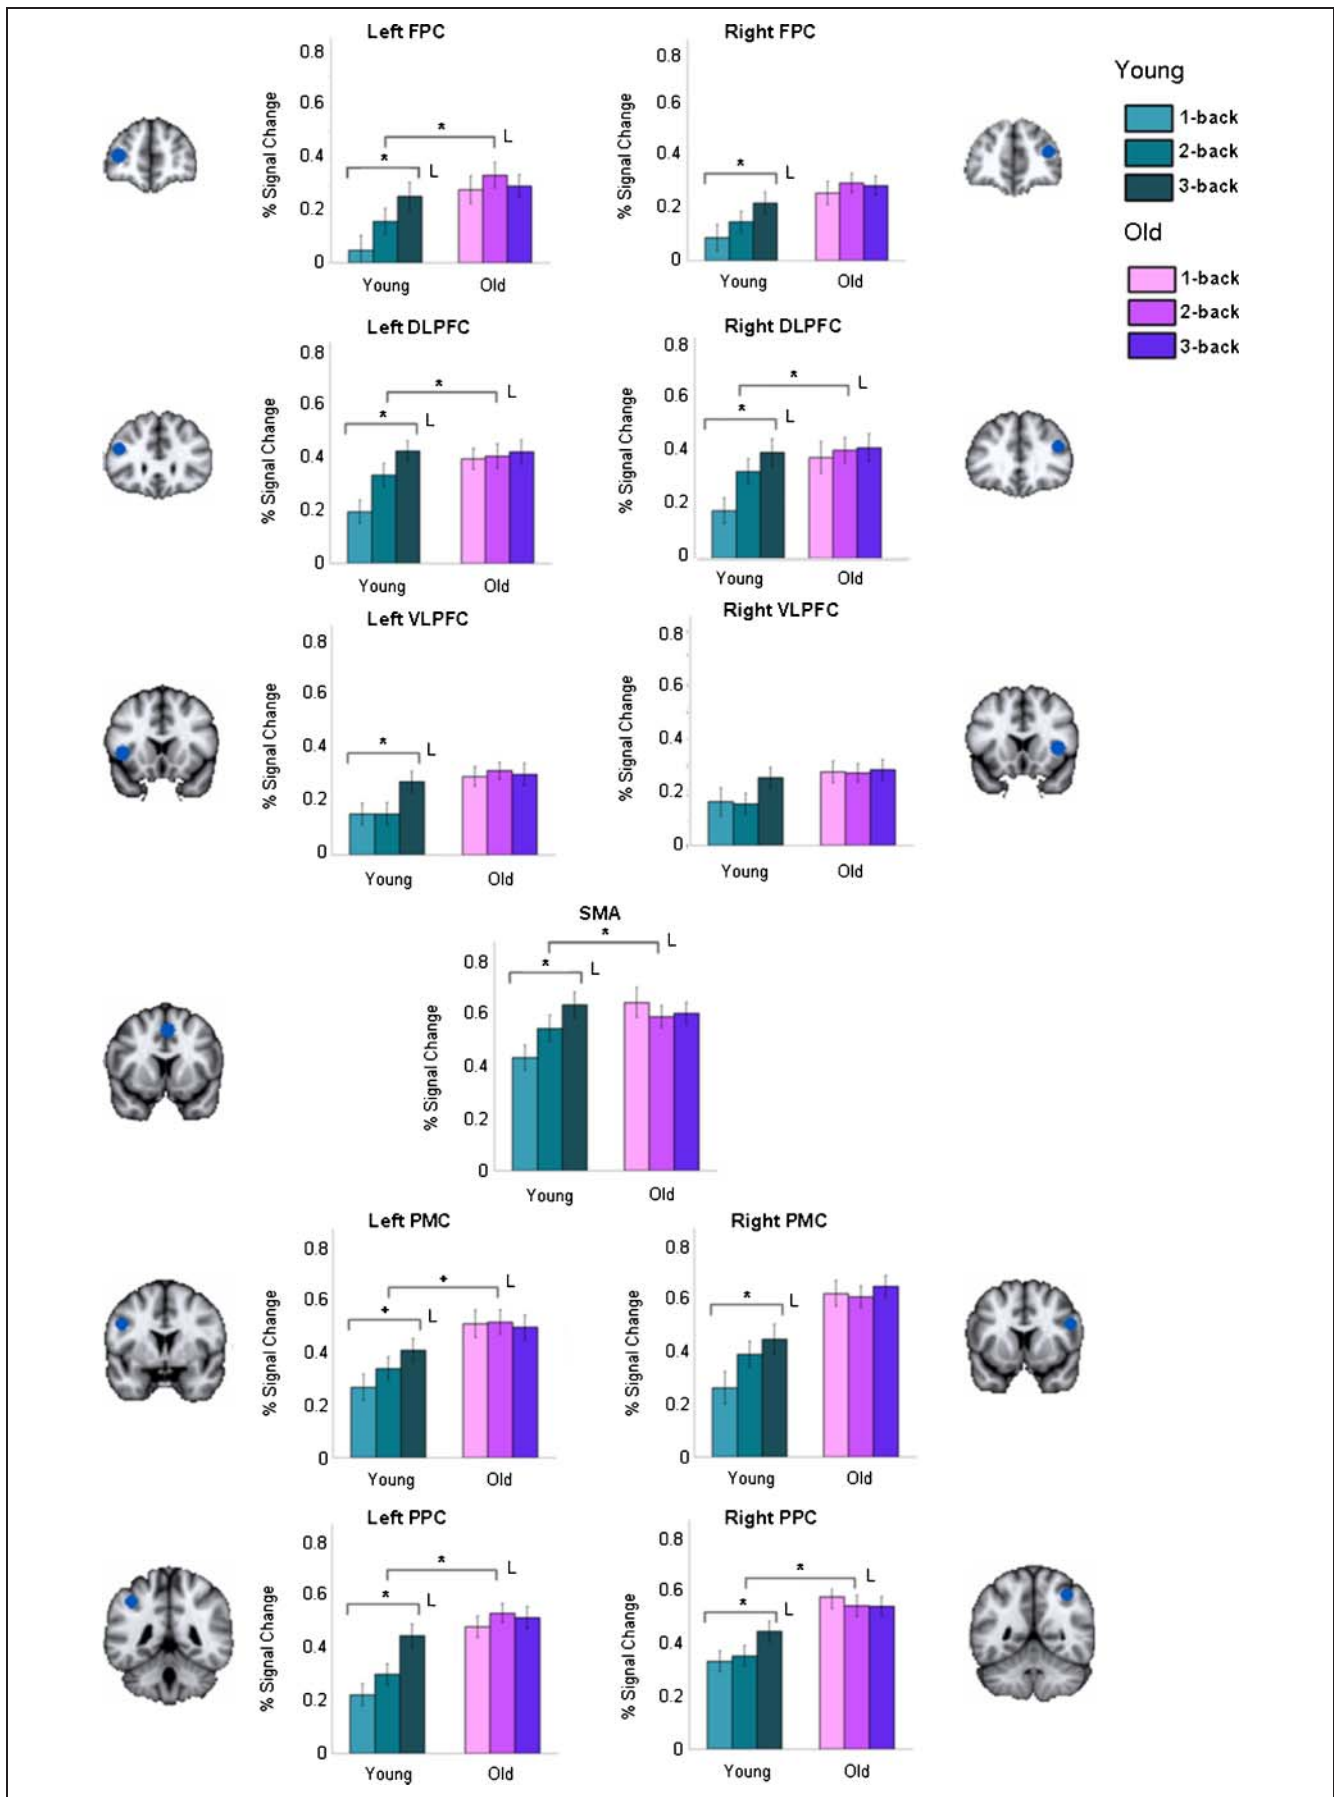 Left FPC
0.8
0.6
0.4
0.2
0
% Signal Change
*
L
*
L
Young
Old
Right FPC
0.8
0.6
0.4
0.2
0
% Signal Change
*
L
Young
Old
Young
1-back
2-back
3-back
Old
1-back
2-back
3-back
Left DLPFC
0.8
0.6
0.4
0.2
0
% Signal Change
*
L
*
L
Young
Old
Right DLPFC
0.8
0.6
0.4
0.2
0
% Signal Change
*
L
*
L
Young
Old
Left VLPFC
0.8
0.6
0.4
0.2
0
% Signal Change
*
L
Young
Old
Right VLPFC
0.8
0.6
0.4
0.2
0
% Signal Change
Young
Old
SMA
0.8
0.6
0.4
0.2
0
% Signal Change
*
L
*
L
Young
Old
Left PMC
0.8
0.6
0.4
0.2
0
% Signal Change
+
L
+
L
Young
Old
Right PMC
0.8
0.6
0.4
0.2
0
% Signal Change
*
L
Young
Old
Left PPC
0.8
0.6
0.4
0.2
0
% Signal Change
*
L
*
L
Young
Old
Right PPC
0.8
0.6
0.4
0.2
0
% Signal Change
*
L
*
L
Young
Old